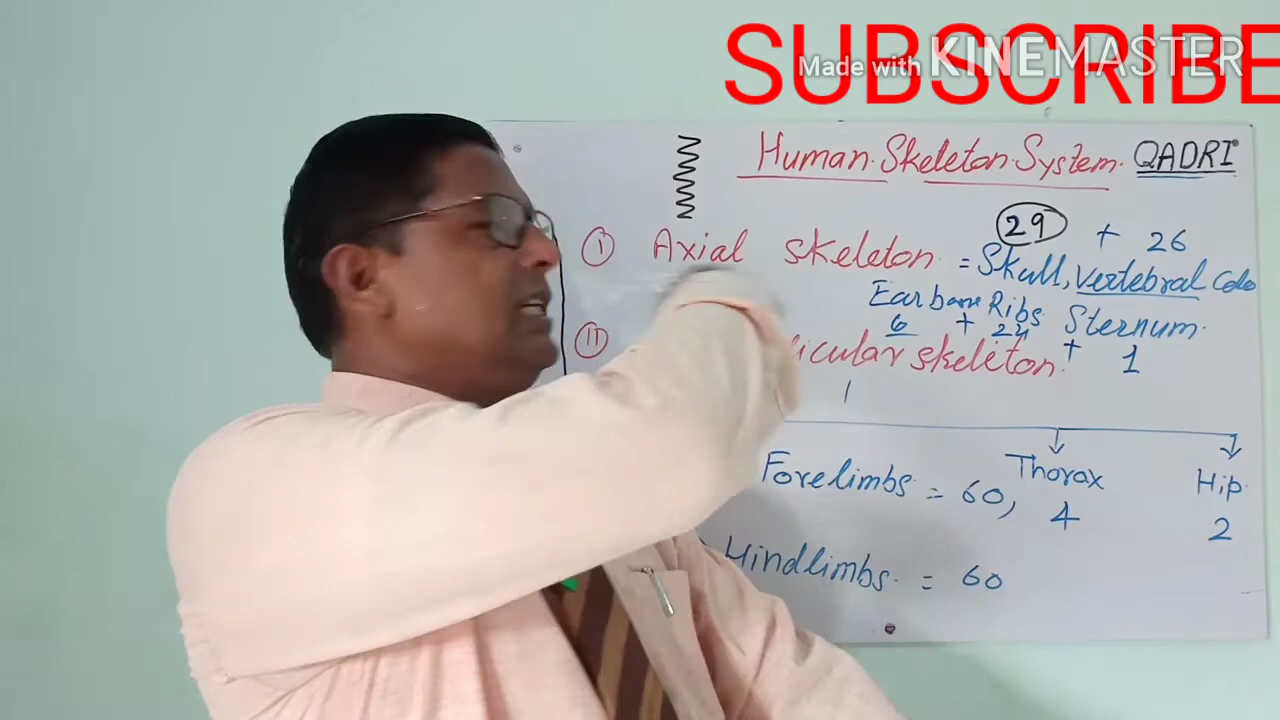 SUBSCRIBE
Made with KINEMASTER
Human Skeleton System. QADRI
29 + 26
(I) Axial skeleton = Skull, vertebral
Ear bone Ribs Sternum.
6 + 24 + 1
(II) icular skeleton
Forelimbs = 60, Thorax Hip
4 2
Hindlimbs = 60